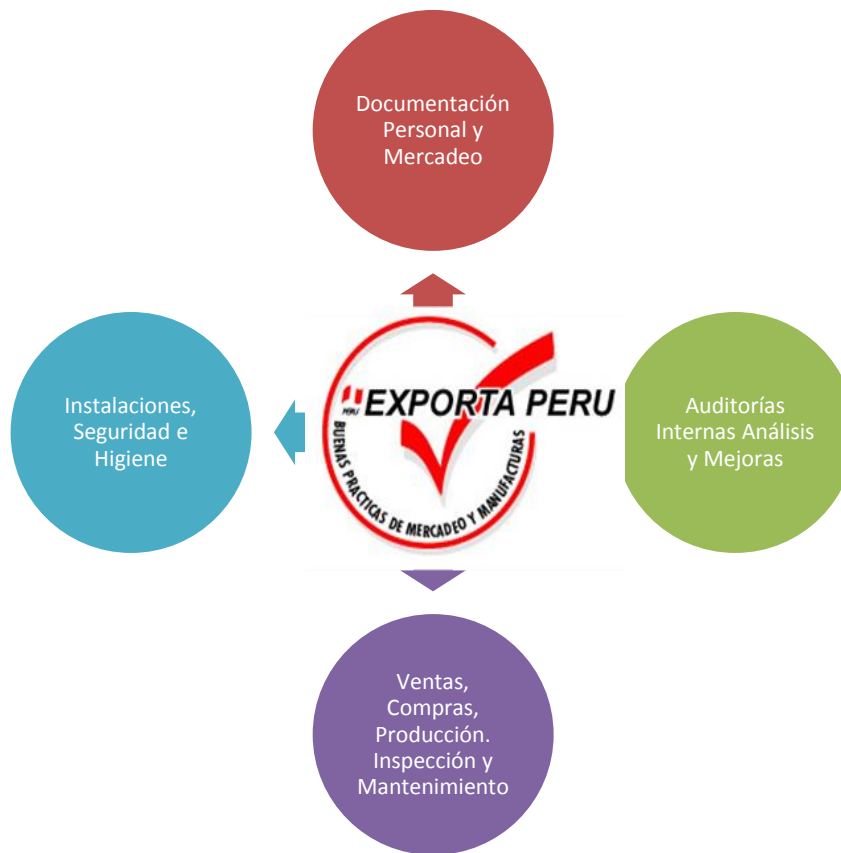 Documentación
Personal y
Mercadeo
Instalaciones,
Seguridad e
Higiene
PERU
EXPORTA PERU
BUENAS PRACTICAS DE MERCADEO Y MANUFACTURAS
Auditorías
Internas Análisis
y Mejoras
Ventas,
Compras,
Producción.
Inspección y
Mantenimiento